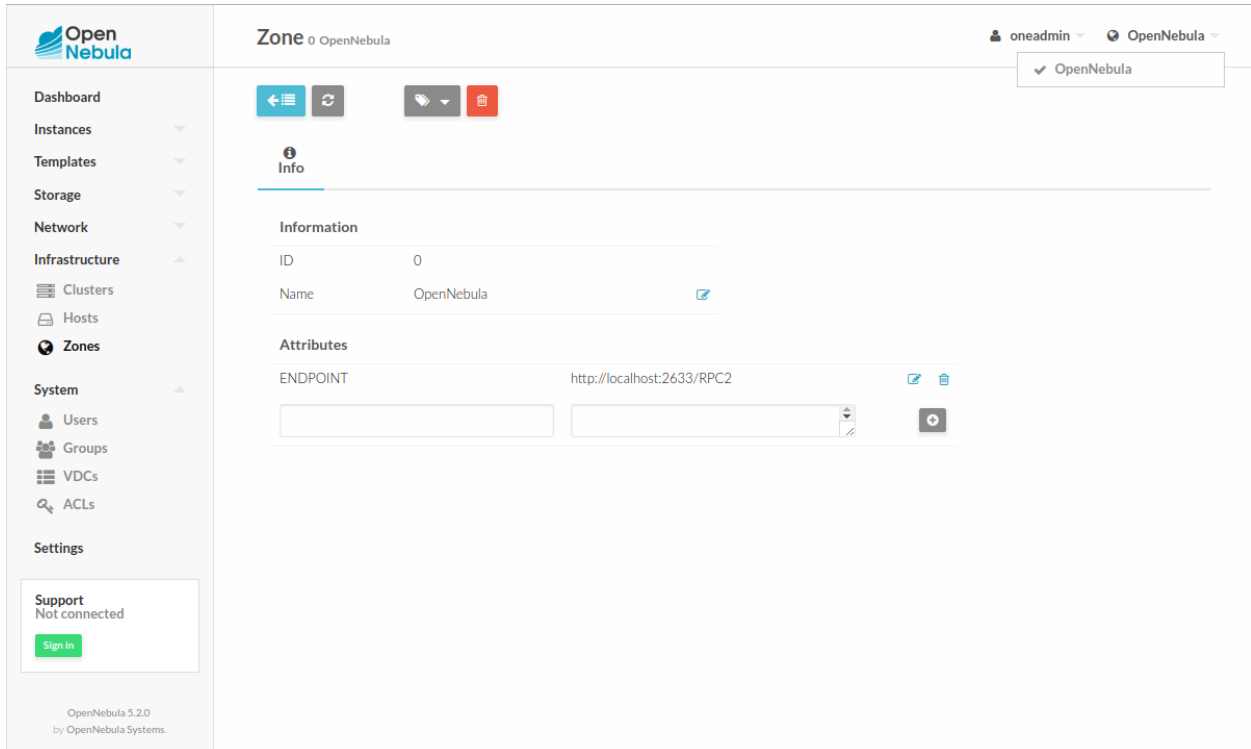 Open
Nebula
Zone 0 OpenNebula
oneadmin
OpenNebula
OpenNebula
Dashboard
Instances
Templates
Storage
Network
Infrastructure
Clusters
Hosts
Zones
System
Users
Groups
VDCs
ACLs
Settings
Support
Not connected
Sign in
OpenNebula 5.2.0
by OpenNebula Systems.
Info
Information
ID 0
Name OpenNebula
Attributes
ENDPOINT http://localhost:2633/RPC2